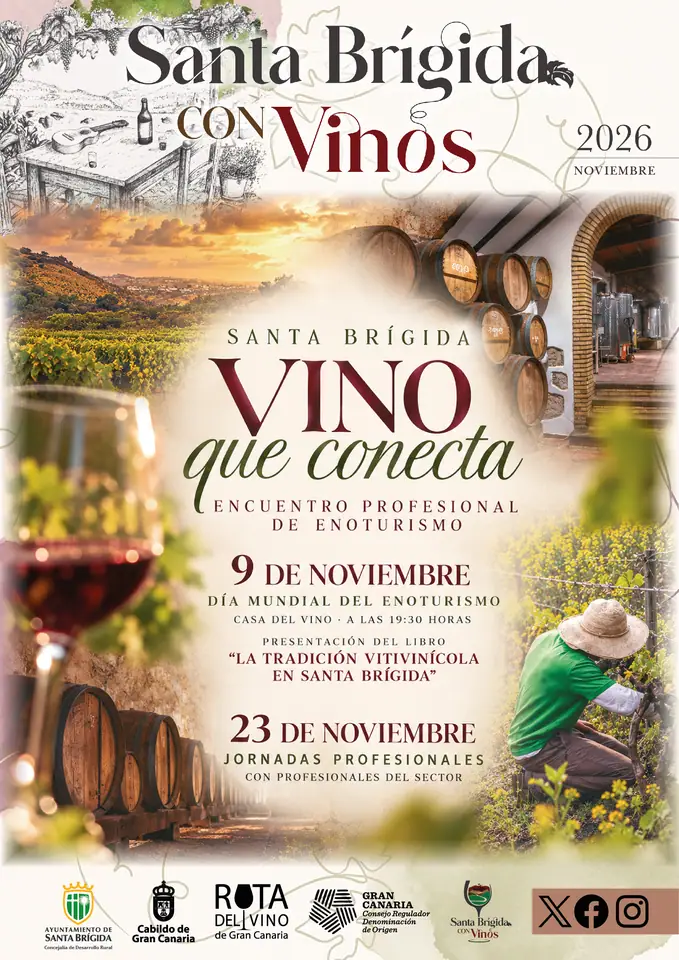 Santa Brígida
CON Vinos
2026
NOVIEMBRE
SANTA BRÍGIDA
VINO
que conecta
ENCUENTRO PROFESIONAL
DE ENOTURISMO
9 DE NOVIEMBRE
DÍA MUNDIAL DEL ENOTURISMO
CASA DEL VINO · A LAS 19:30 HORAS
PRESENTACIÓN DEL LIBRO
“LA TRADICIÓN VITIVINÍCOLA
EN SANTA BRÍGIDA”
23 DE NOVIEMBRE
JORNADAS PROFESIONALES
CON PROFESIONALES DEL SECTOR
AYUNTAMIENTO DE
SANTA BRÍGIDA
Concejalía de Desarrollo Rural
Cabildo de
Gran Canaria
RUTA
DEL VINO
de Gran Canaria
GRAN
CANARIA
Consejo Regulador
Denominación
de Origen
Santa Brígida
CON Vinos